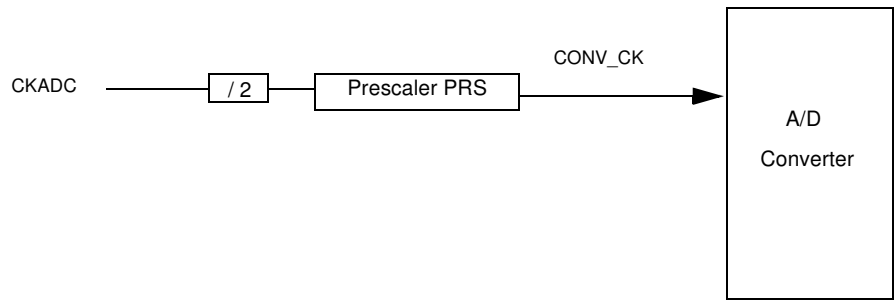 CONV_CK
CKADC
/ 2
Prescaler PRS
A/D
Converter